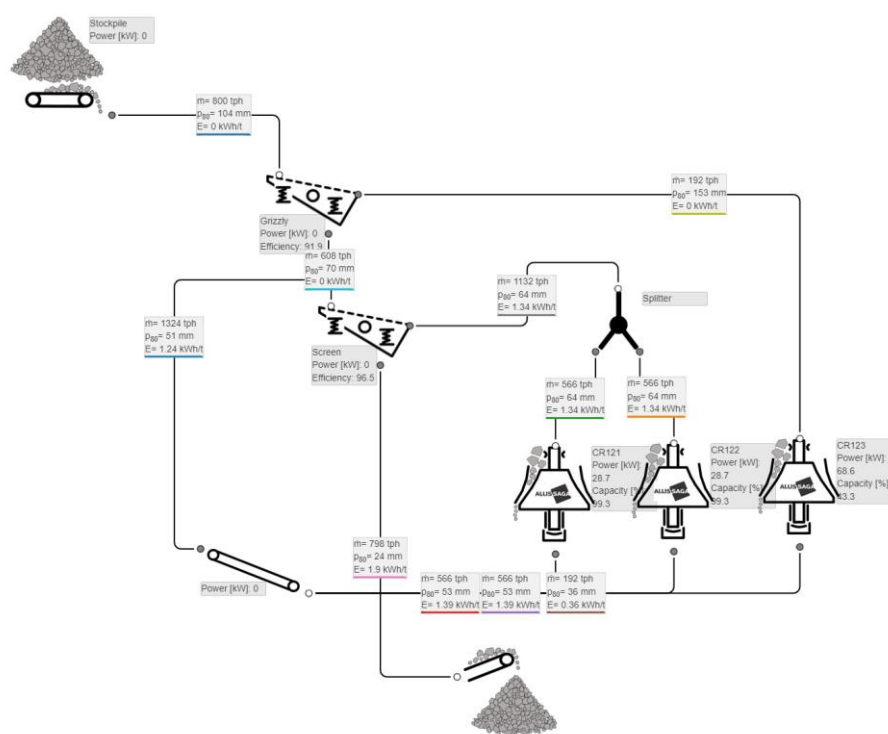 Stockpile
Power [kW]: 0
ṁ= 800 tph
p80= 104 mm
E= 0 kWh/t
ṁ= 192 tph
p80= 153 mm
E= 0 kWh/t
Grizzly
Power [kW]: 0
Efficiency: 91.9
ṁ= 608 tph
p80= 70 mm
E= 0 kWh/t
ṁ= 1132 tph
p80= 64 mm
E= 1.34 kWh/t
Splitter
ṁ= 1324 tph
p80= 51 mm
E= 1.24 kWh/t
Screen
Power [kW]: 0
Efficiency: 96.5
ṁ= 566 tph
p80= 64 mm
E= 1.34 kWh/t
ṁ= 566 tph
p80= 64 mm
E= 1.34 kWh/t
CR121
Power [kW]:
28.7
Capacity [%]
99.3
CR122
Power [kW]:
28.7
Capacity [%]
99.3
CR123
Power [kW]:
68.6
Capacity [%]
43.3
ALLIS SAGA
ALLIS SAGA
ALLIS SAGA
ṁ= 798 tph
p80= 24 mm
E= 1.9 kWh/t
Power [kW]: 0
ṁ= 566 tph
p80= 53 mm
E= 1.39 kWh/t
ṁ= 566 tph
p80= 53 mm
E= 1.39 kWh/t
ṁ= 192 tph
p80= 36 mm
E= 0.36 kWh/t